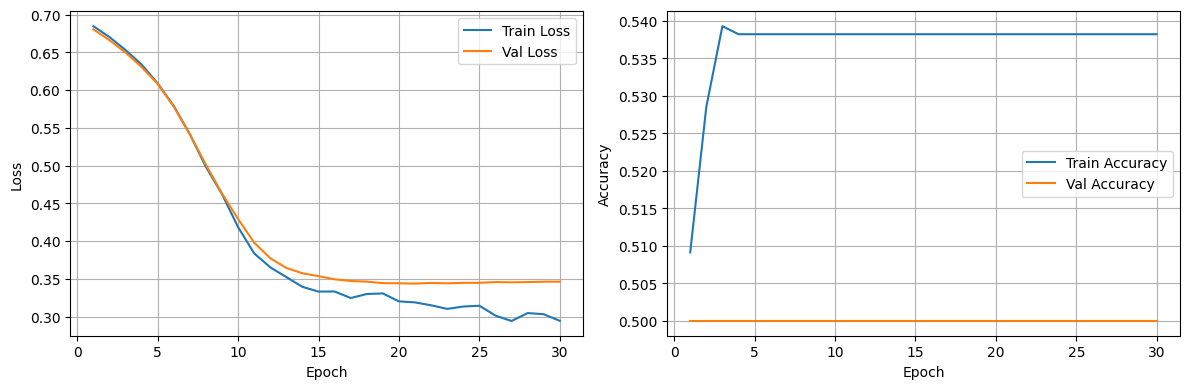 0.70
0.65
0.60
0.55
0.50
0.45
0.40
0.35
0.30
Loss
0 5 10 15 20 25 30
Epoch
Train Loss
Val Loss
0.540
0.535
0.530
0.525
0.520
0.515
0.510
0.505
0.500
Accuracy
0 5 10 15 20 25 30
Epoch
Train Accuracy
Val Accuracy